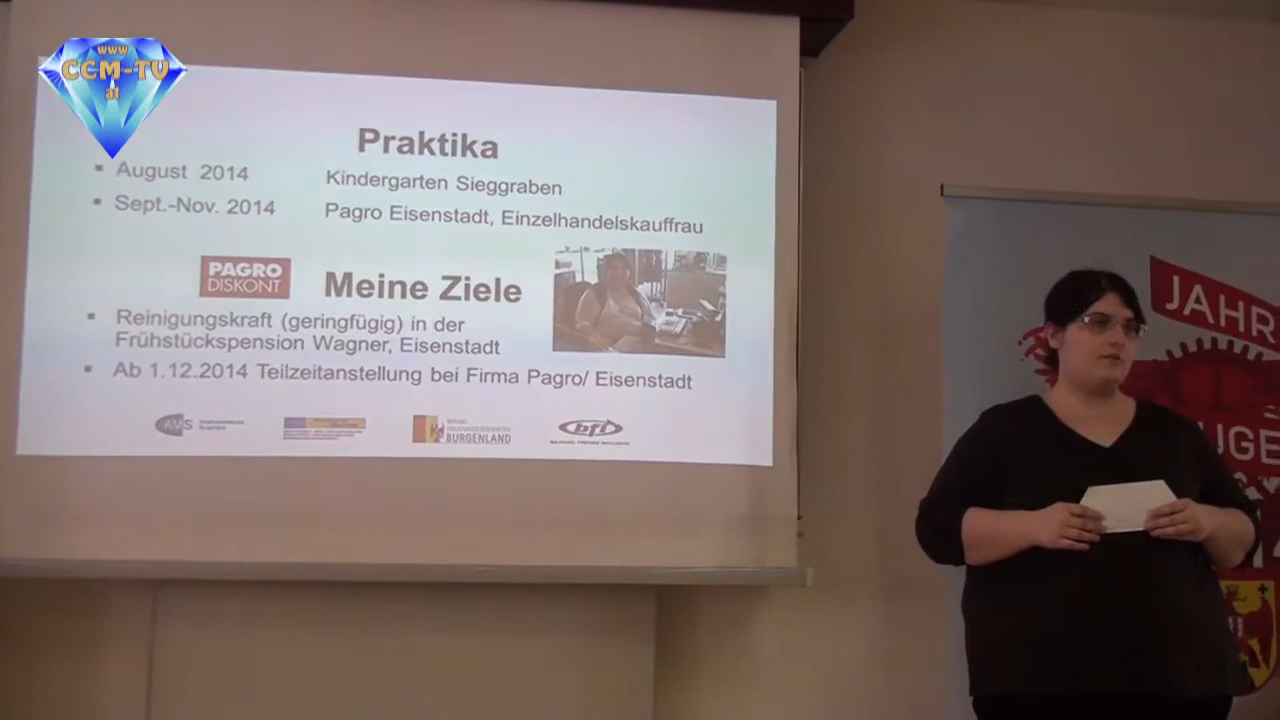 www
CCM-TV
at
Praktika
August 2014 Kindergarten Sieggraben
Sept.-Nov. 2014 Pagro Eisenstadt, Einzelhandelskauffrau
PAGRO
DISKONT
Meine Ziele
Reinigungskraft (geringfügig) in der
Frühstückspension Wagner, Eisenstadt
Ab 1.12.2014 Teilzeitanstellung bei Firma Pagro/ Eisenstadt
AMS
BURGENLAND
bfi
JAHR
UGE